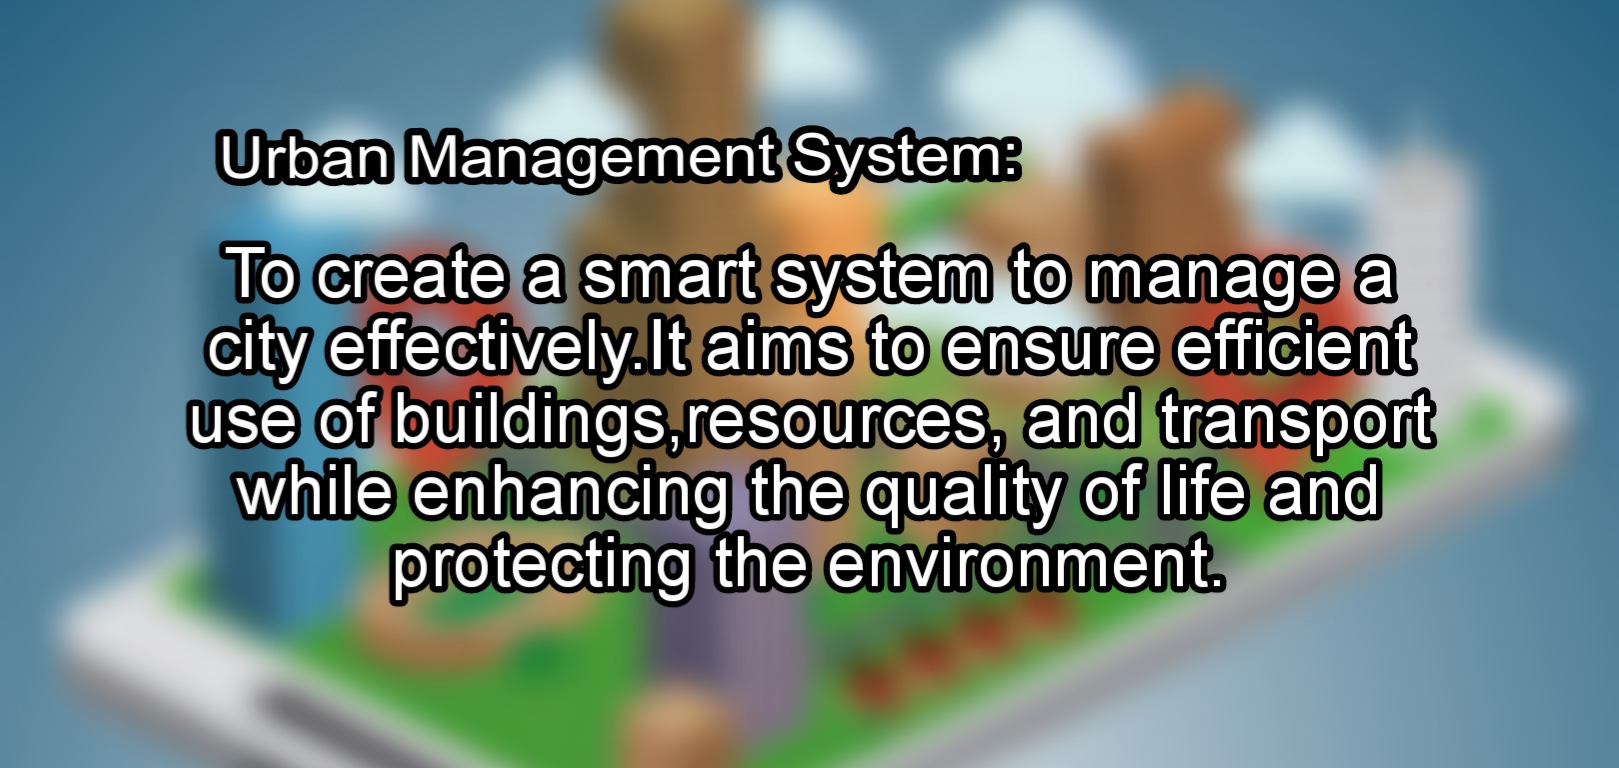 Urban Management System:
To create a smart system to manage a
city effectively.It aims to ensure efficient
use of buildings,resources, and transport
while enhancing the quality of life and
protecting the environment.